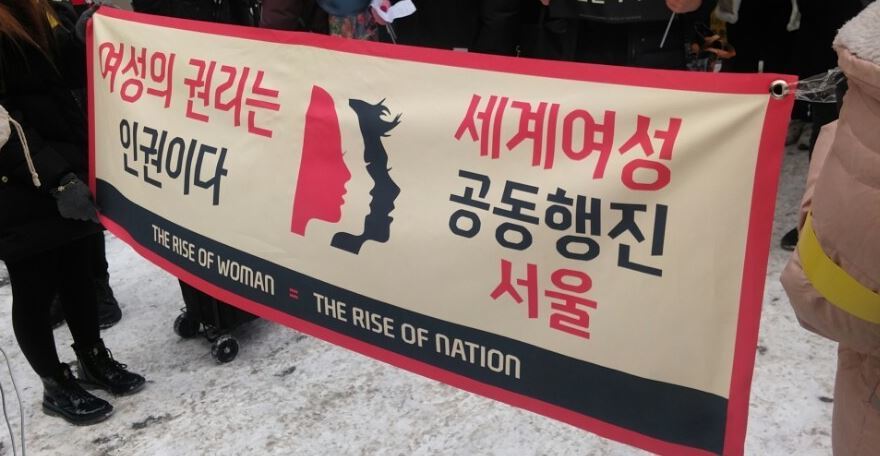 여성의 권리는
인권이다
세계여성
공동행진
서울
THE RISE OF WOMAN = THE RISE OF NATION